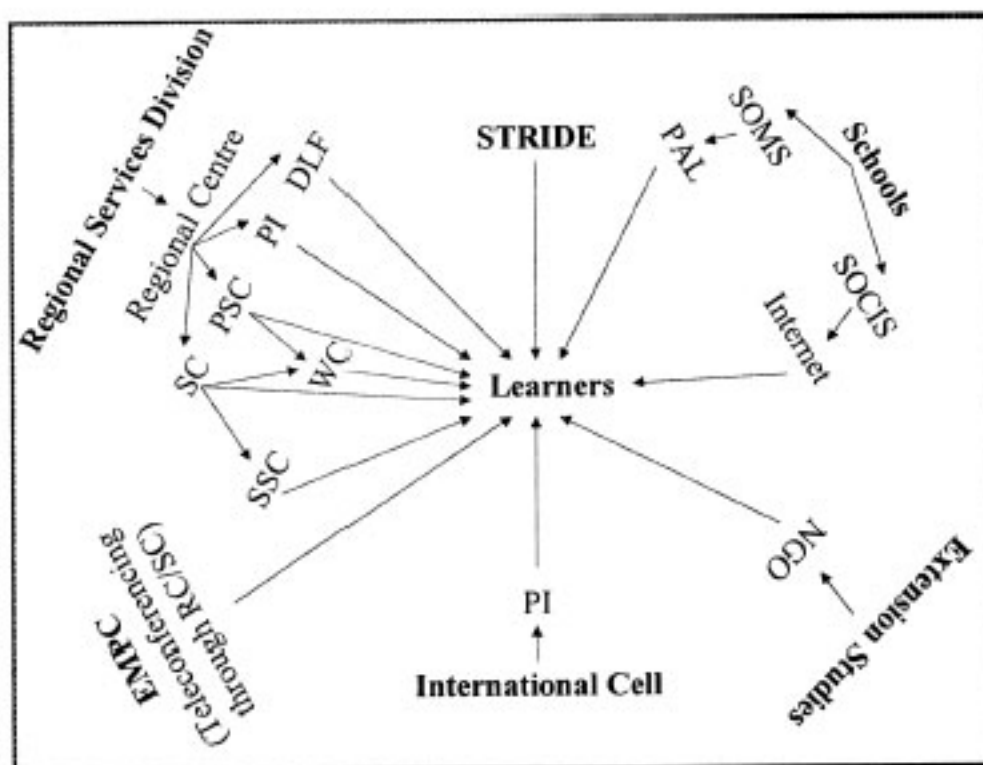 Regional Services Division
Regional Centre
DLF
PI
PSC
SC
WC
SSC
STRIDE
PAL
SOMS
Schools
SOCIS
Internet
Learners
EMPC
(Teleconferencing
through RC/SC)
PI
International Cell
NGO
Extension Studies